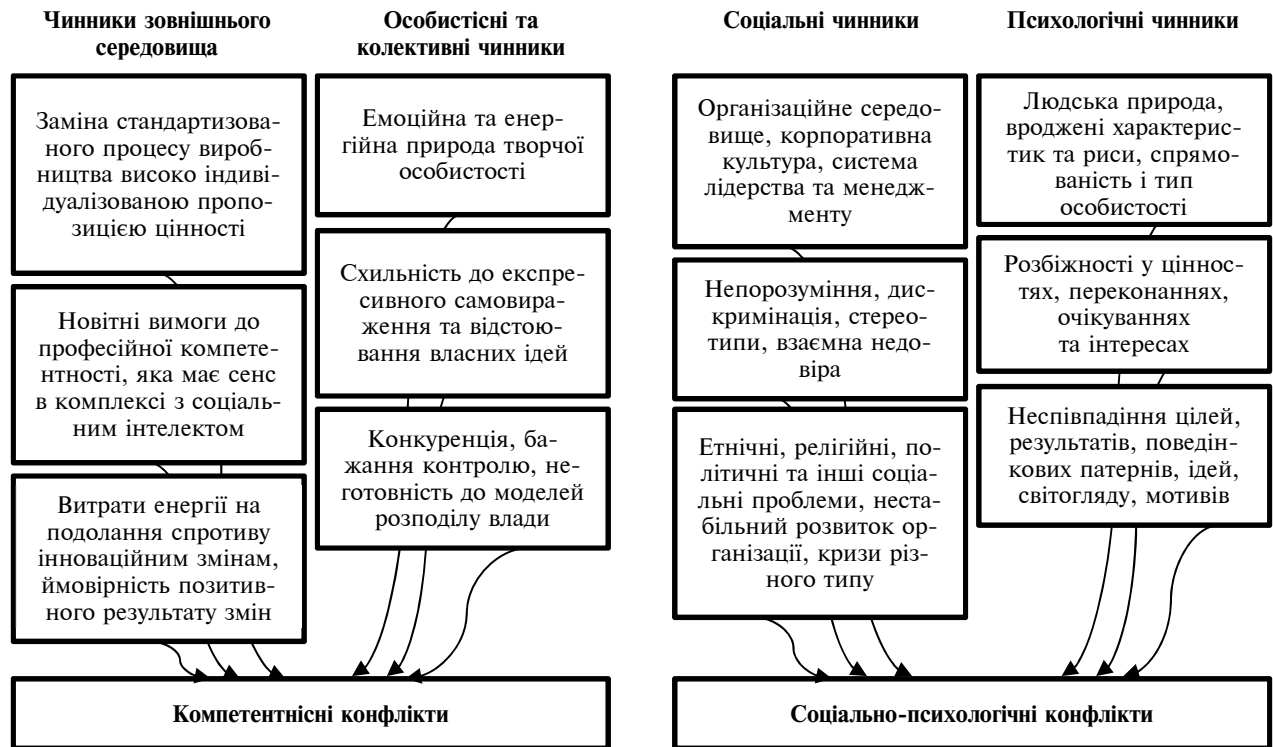 Чинники зовнішнього
середовища
Заміна стандартизова-
ного процесу вироб-
ництва високо індиві-
дуалізованою пропо-
зицією цінності
Новітні вимоги до
професійної компете-
нтності, яка має сенс
в комплексі з соціаль-
ним інтелектом
Витрати енергії на
подолання спротиву
інноваційним змінам,
ймовірність позитив-
ного результату змін
Особистісні та
колективні чинники
Емоційна та енер-
гійна природа творчої
особистості
Схильність до експре-
сивного самовира-
ження та відстою-
вання власних ідей
Конкуренція, ба-
жання контролю, не-
готовність до моделей
розподілу влади
Компетентнісні конфлікти
Соціальні чинники
Організаційне середо-
вище, корпоративна
культура, система
лідерства та менедж-
менту
Непорозуміння, дис-
кримінація, стерео-
типи, взаємна недо-
віра
Етнічні, релігійні, по-
літичні та інші соціа-
льні проблеми, неста-
більний розвиток ор-
ганізації, кризи різ-
ного типу
Психологічні чинники
Людська природа,
вроджені характерис-
тик та риси, спрямо-
ваність і тип
особистості
Розбіжності у ціннос-
тях, переконаннях,
очікуваннях
та інтересах
Неспівпадіння цілей,
результатів, поведін-
кових патернів, ідей,
світогляду, мотивів
Соціально-психологічні конфлікти